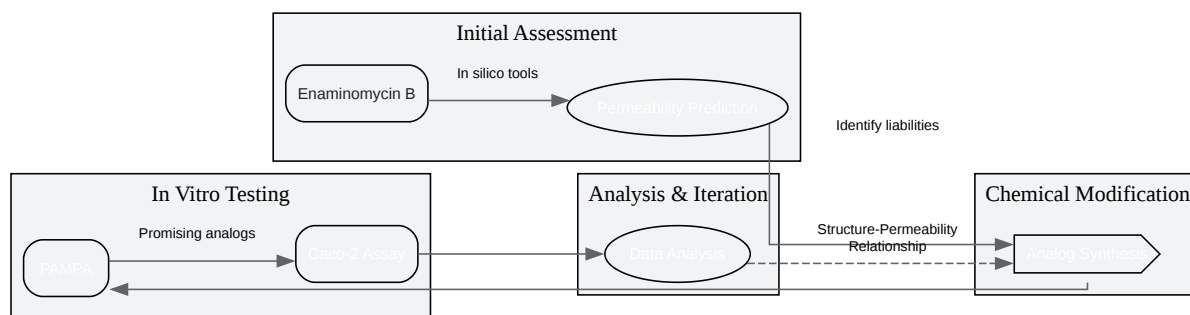 Initial Assessment
Enaminomycin B
In silico tools
Permeability Prediction
Identify liabilities
In Vitro Testing
PAMPA
Promising analogs
Caco-2 Assay
Analysis & Iteration
Data Analysis
Structure-Permeability
Relationship
Chemical Modification
Analog Synthesis